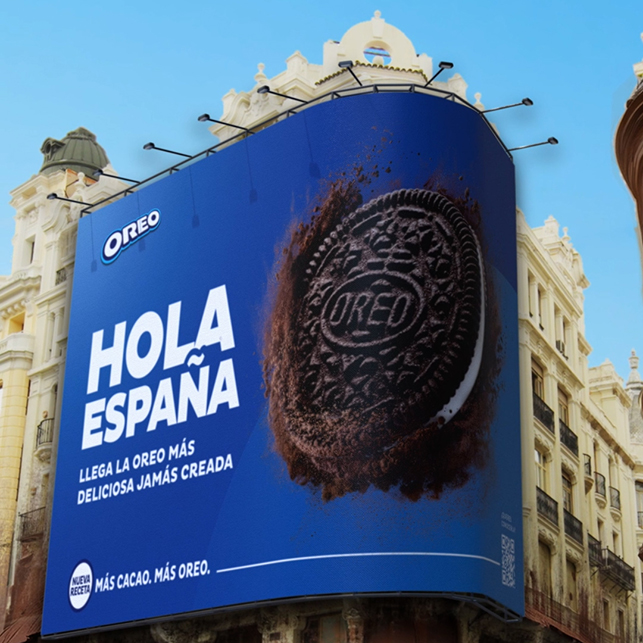 OREO
HOLA
ESPAÑA
LLEGA LA OREO MÁS
DELICIOSA JAMÁS CREADA
OREO
NUEVA
RECETA
MÁS CACAO. MÁS OREO.